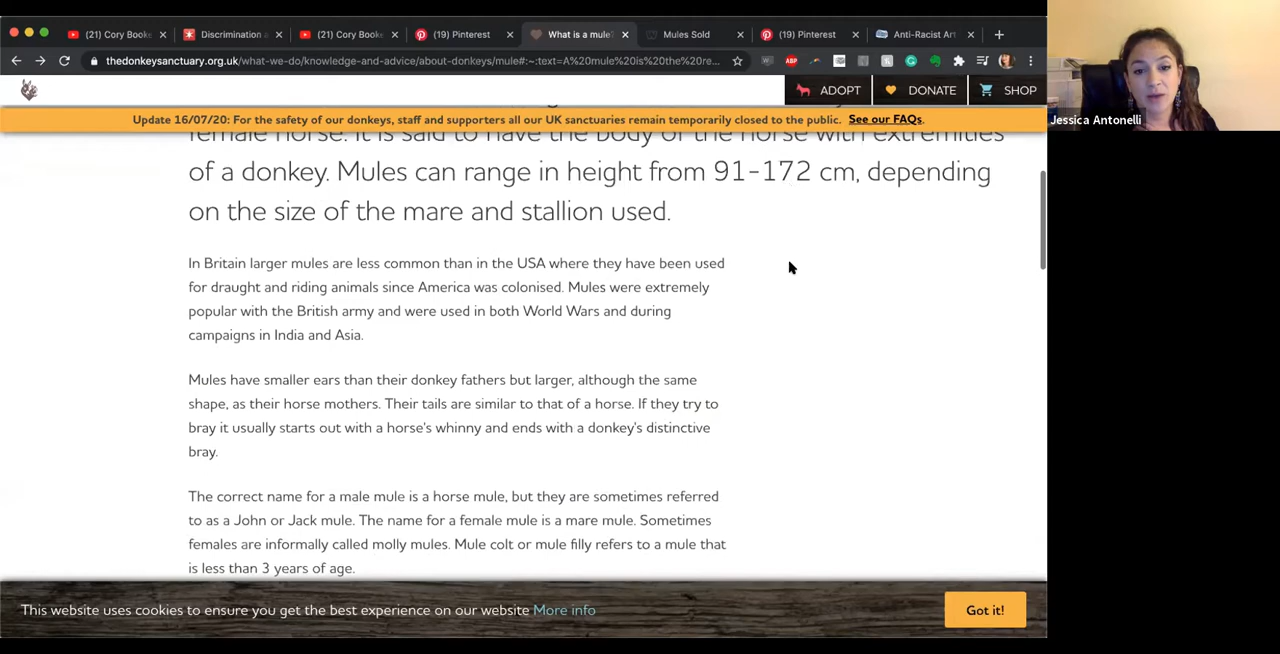 (21) Cory Booke
Discrimination a
(21) Cory Booke
(19) Pinterest
What is a mule
Mules Sold
(19) Pinterest
Anti-Racist Art
thedonkeysanctuary.org.uk/what-we-do/knowledge-and-advice/about-donkeys/mule#:~:text=A%20mule%20is%20the%20re...
ABP
ADOPT
DONATE
SHOP
Jessica Antonelli
Update 16/07/20: For the safety of our donkeys, staff and supporters all our UK sanctuaries remain temporarily closed to the public. See our FAQs.
female horse. It is said to have the body of the horse with extremities
of a donkey. Mules can range in height from 91-172 cm, depending
on the size of the mare and stallion used.
In Britain larger mules are less common than in the USA where they have been used
for draught and riding animals since America was colonised. Mules were extremely
popular with the British army and were used in both World Wars and during
campaigns in India and Asia.
Mules have smaller ears than their donkey fathers but larger, although the same
shape, as their horse mothers. Their tails are similar to that of a horse. If they try to
bray it usually starts out with a horse's whinny and ends with a donkey's distinctive
bray.
The correct name for a male mule is a horse mule, but they are sometimes referred
to as a John or Jack mule. The name for a female mule is a mare mule. Sometimes
females are informally called molly mules. Mule colt or mule filly refers to a mule that
is less than 3 years of age.
This website uses cookies to ensure you get the best experience on our website More info
Got it!